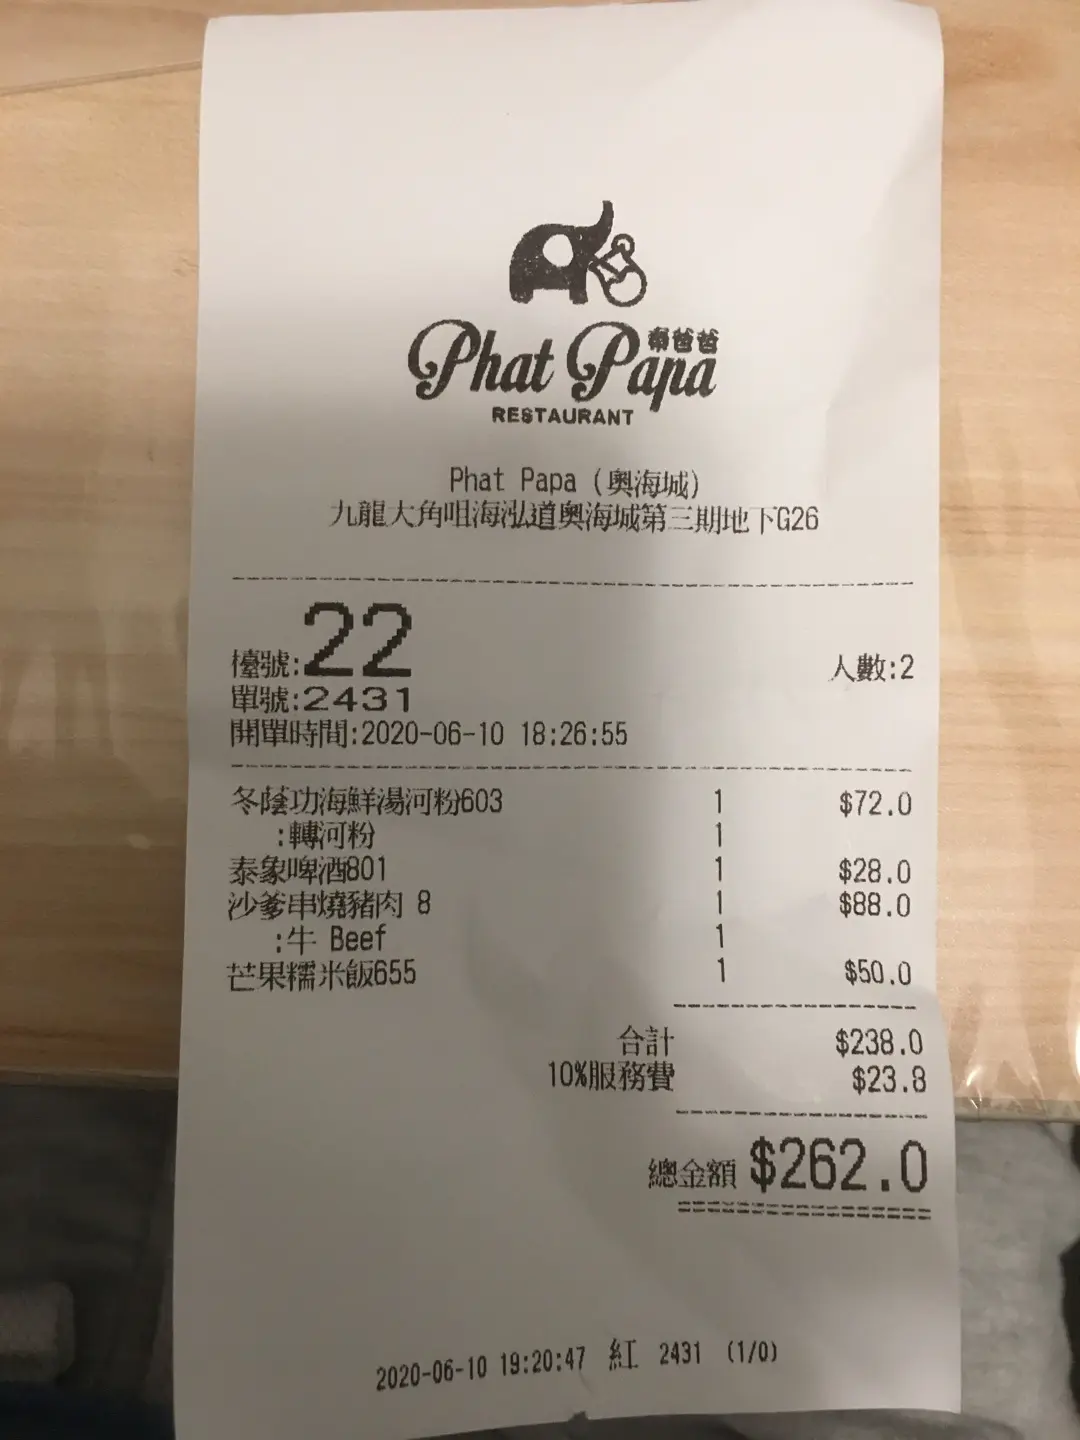 Phat Papa 泰爸爸
RESTAURANT
Phat Papa (奧海城)
九龍大角咀海泓道奧海城第三期地下G26
檯號:22 人數:2
單號:2431
開單時間:2020-06-10 18:26:55
冬蔭功海鮮湯河粉603 1 $72.0
:轉河粉 1
泰象啤酒801 1 $28.0
沙爹串燒豬肉 8 1 $88.0
:牛 Beef 1
芒果糯米飯655 1 $50.0
合計 $238.0
10%服務費 $23.8
總金額 $262.0
2020-06-10 19:20:47 紅 2431 (1/0)